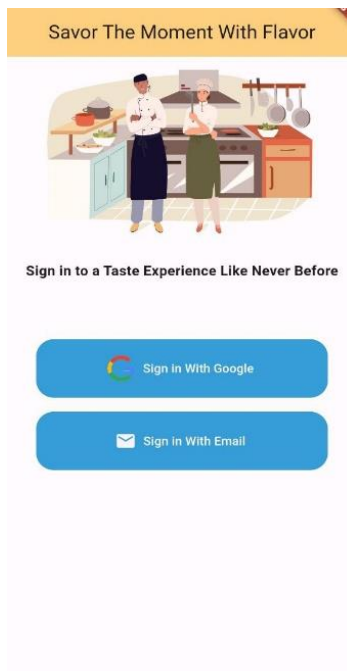 Savor The Moment With Flavor
Sign in to a Taste Experience Like Never Before
Sign in With Google
Sign in With Email